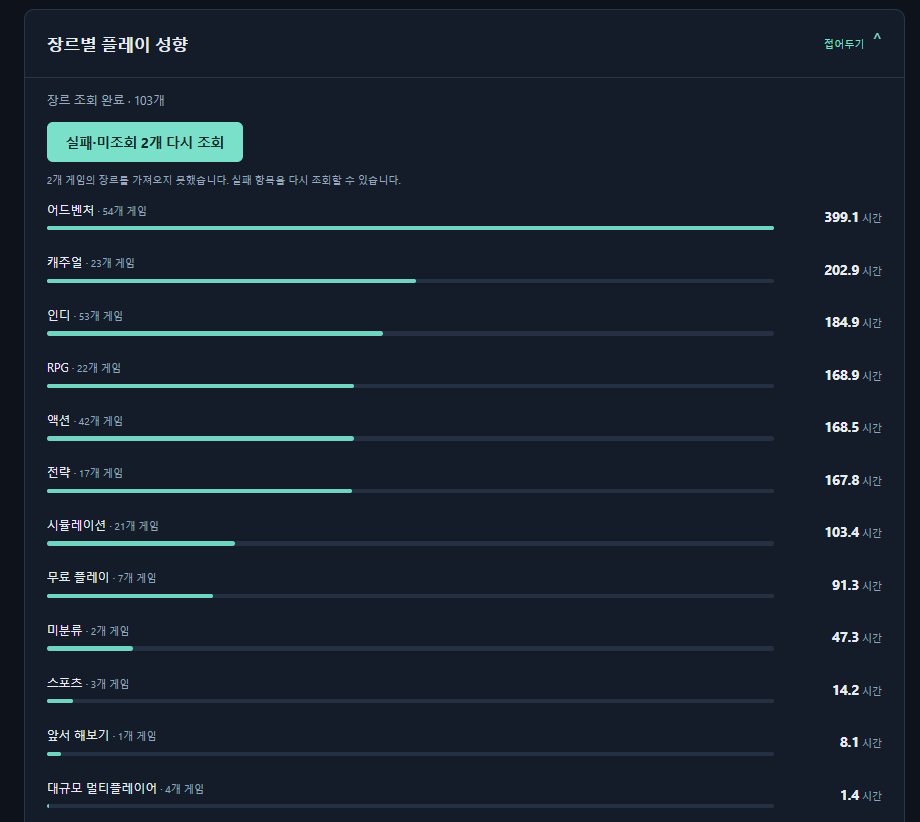 장르별 플레이 성향
접어두기 ^
장르 조회 완료 · 103개
실패·미조회 2개 다시 조회
2개 게임의 장르를 가져오지 못했습니다. 실패 항목을 다시 조회할 수 있습니다.
어드벤처 · 54개 게임 399.1 시간
캐주얼 · 23개 게임 202.9 시간
인디 · 53개 게임 184.9 시간
RPG · 22개 게임 168.9 시간
액션 · 42개 게임 168.5 시간
전략 · 17개 게임 167.8 시간
시뮬레이션 · 21개 게임 103.4 시간
무료 플레이 · 7개 게임 91.3 시간
미분류 · 2개 게임 47.3 시간
스포츠 · 3개 게임 14.2 시간
앞서 해보기 · 1개 게임 8.1 시간
대규모 멀티플레이어 · 4개 게임 1.4 시간